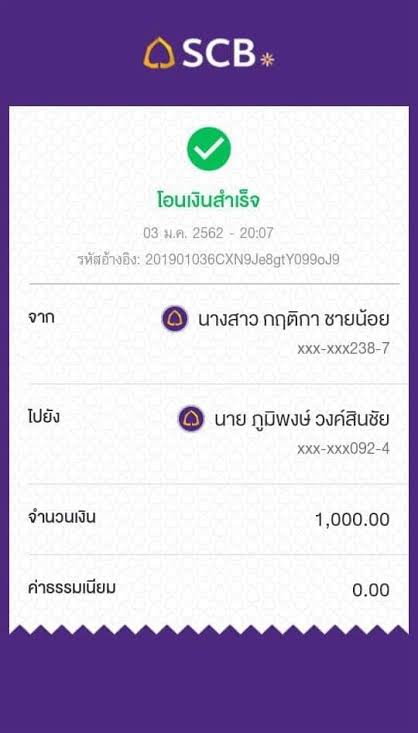 SCB
โอนเงินสำเร็จ
03 ม.ค. 2562 - 20:07
รหัสอ้างอิง: 201901036CXN9Je8gtY099oJ9
จาก
นางสาว กฤติกา ชายน้อย
xxx-xxx238-7
ไปยัง
นาย ภูมิพงษ์ วงค์สินชัย
xxx-xxx092-4
จำนวนเงิน
1,000.00
ค่าธรรมเนียม
0.00